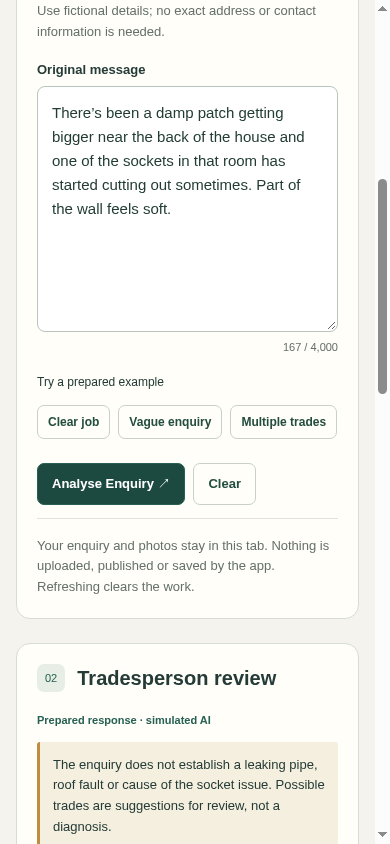 Use fictional details; no exact address or contact
information is needed.
Original message
There’s been a damp patch getting
bigger near the back of the house and
one of the sockets in that room has
started cutting out sometimes. Part of
the wall feels soft.
167 / 4,000
Try a prepared example
Clear job
Vague enquiry
Multiple trades
Analyse Enquiry ↗
Clear
Your enquiry and photos stay in this tab. Nothing is
uploaded, published or saved by the app.
Refreshing clears the work.
02
Tradesperson review
Prepared response · simulated AI
The enquiry does not establish a leaking pipe,
roof fault or cause of the socket issue. Possible
trades are suggestions for review, not a
diagnosis.